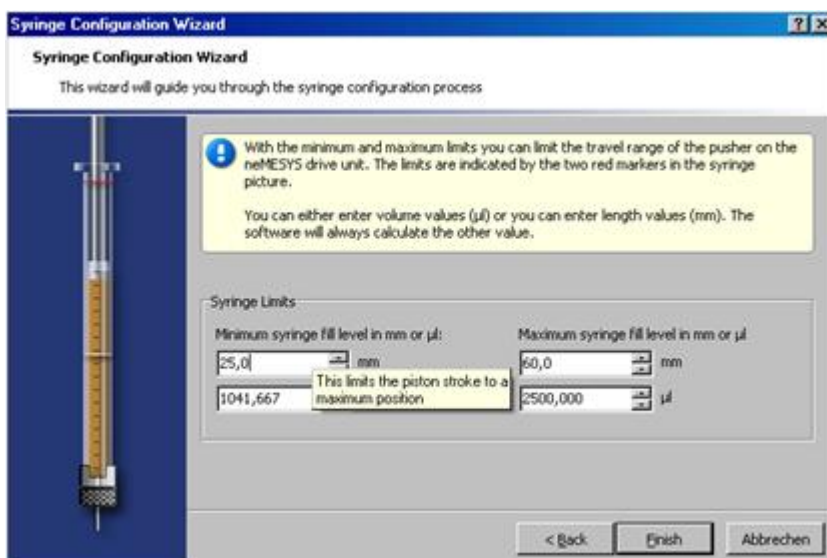 Syringe Configuration Wizard
Syringe Configuration Wizard
This wizard will guide you through the syringe configuration process
With the minimum and maximum limits you can limit the travel range of the pusher on the
neMESYS drive unit. The limits are indicated by the two red markers in the syringe
picture.
You can either enter volume values (µl) or you can enter length values (mm). The
software will always calculate the other value.
Syringe Limits
Minimum syringe fill level in mm or µl:
Maximum syringe fill level in mm or µl
25,0 mm
60,0 mm
This limits the piston stroke to a
maximum position
1041,667
2500,000 µl
< Back
Finish
Abbrechen